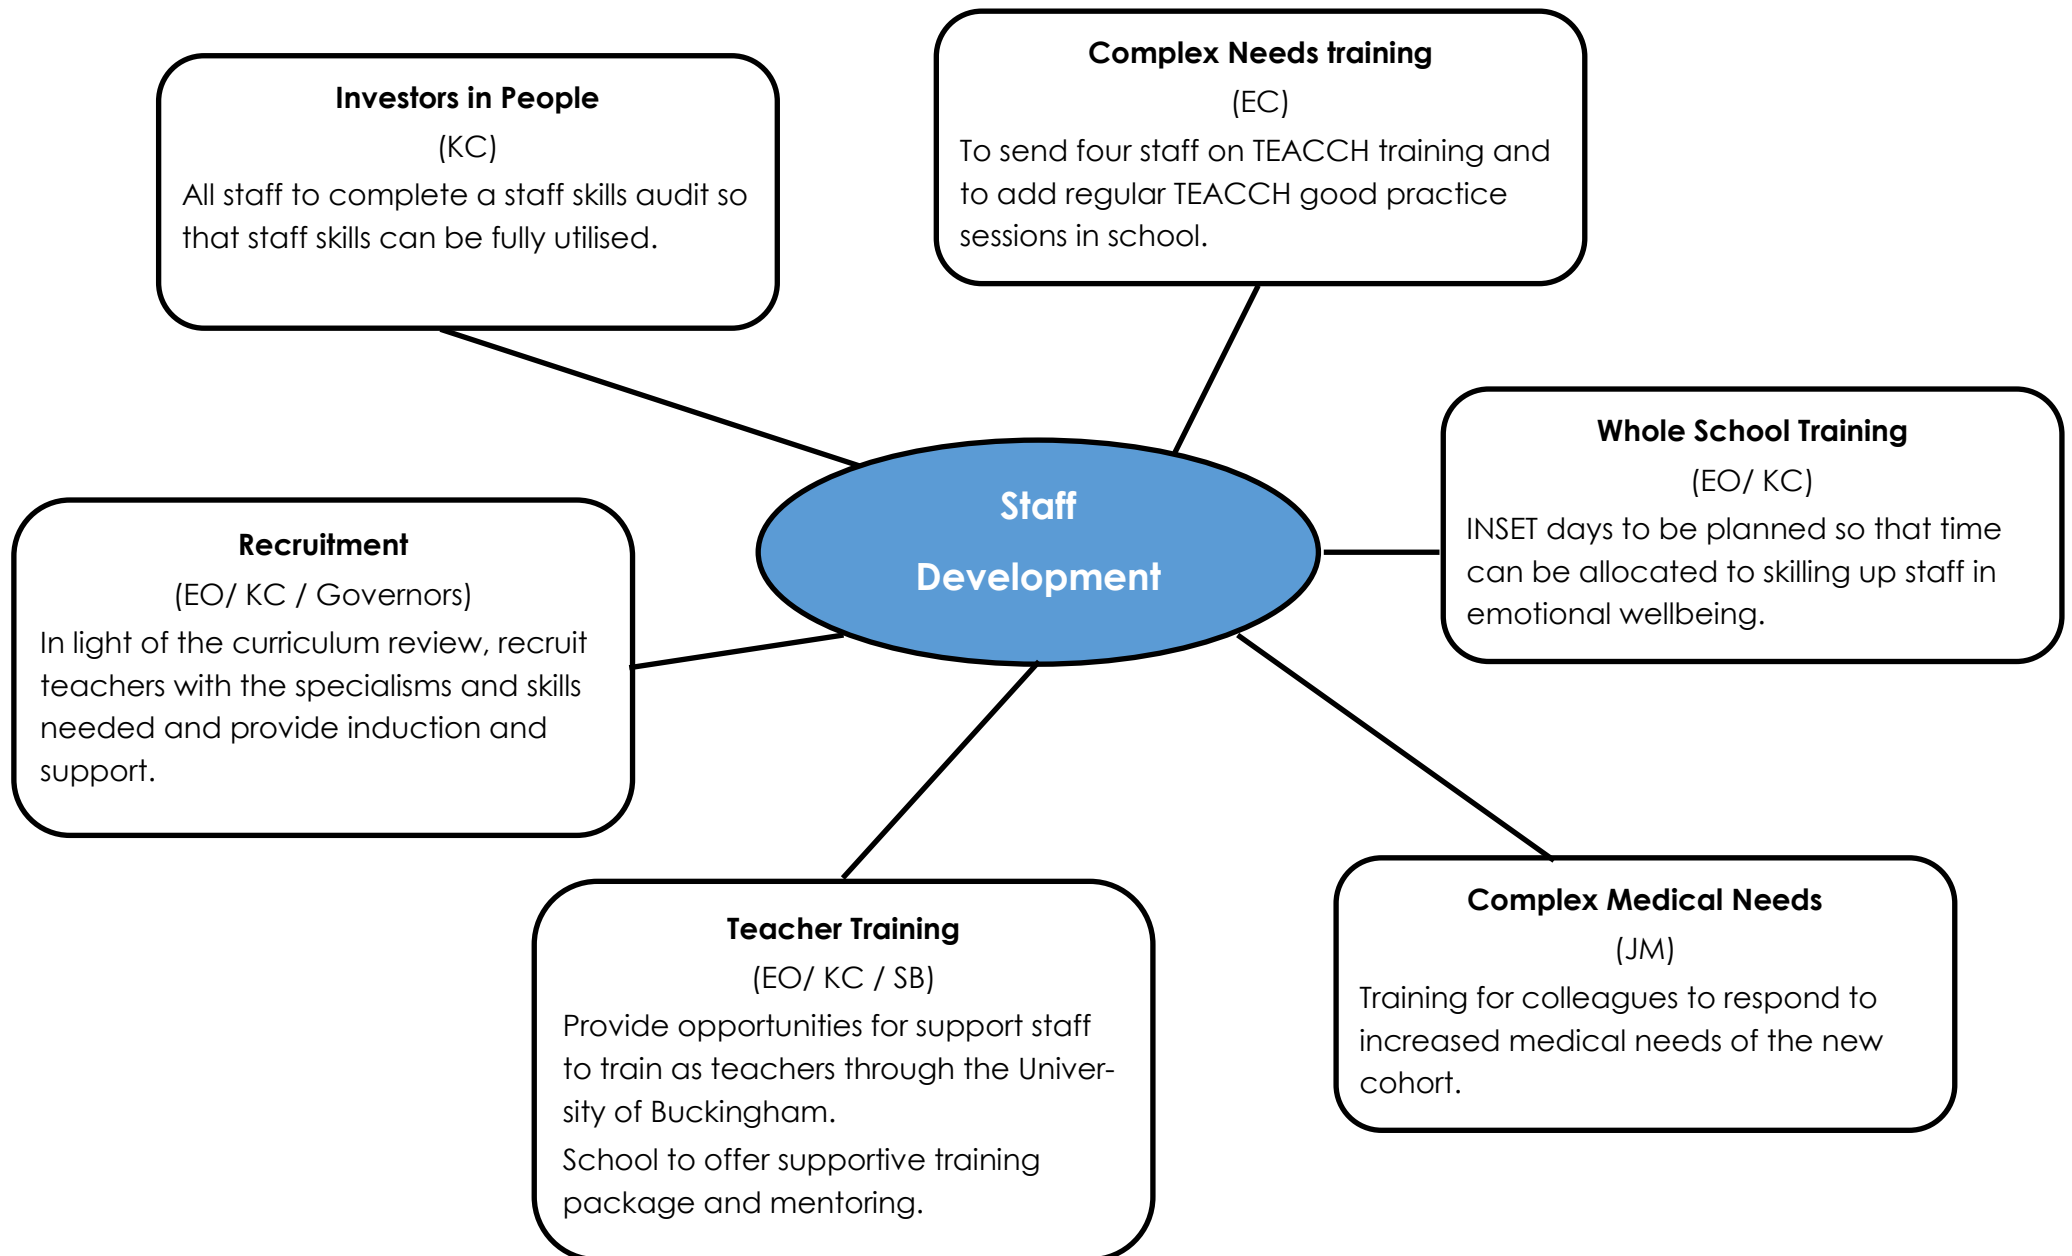 Investors in People
(KC)
All staff to complete a staff skills audit so
that staff skills can be fully utilised.
Complex Needs training
(EC)
To send four staff on TEACCH training and
to add regular TEACCH good practice
sessions in school.
Whole School Training
(EO/ KC)
INSET days to be planned so that time
can be allocated to skilling up staff in
emotional wellbeing.
Staff
Development
Recruitment
(EO/ KC / Governors)
In light of the curriculum review, recruit
teachers with the specialisms and skills
needed and provide induction and
support.
Teacher Training
(EO/ KC / SB)
Provide opportunities for support staff
to train as teachers through the Univer-
sity of Buckingham.
School to offer supportive training
package and mentoring.
Complex Medical Needs
(JM)
Training for colleagues to respond to
increased medical needs of the new
cohort.